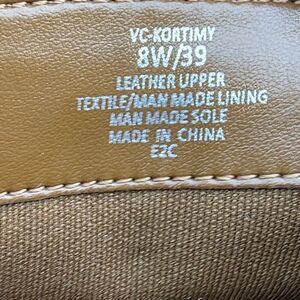 VC-KORTIMY
8W/39
LEATHER UPPER
TEXTILE/MAN MADE LINING
MAN MADE SOLE
MADE IN CHINA
E2C